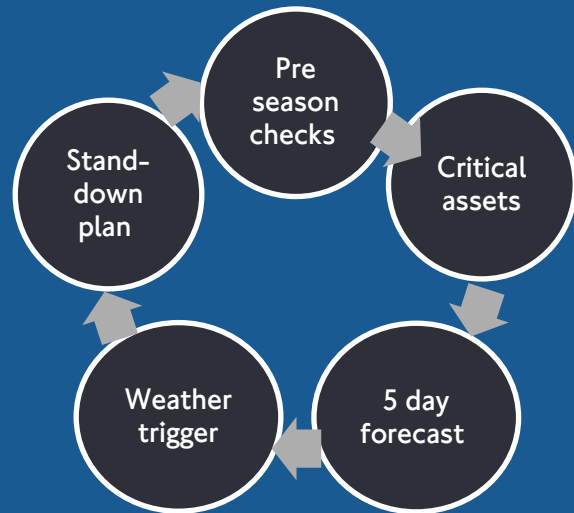 Pre
season
checks
Critical
assets
5 day
forecast
Weather
trigger
Stand-
down
plan